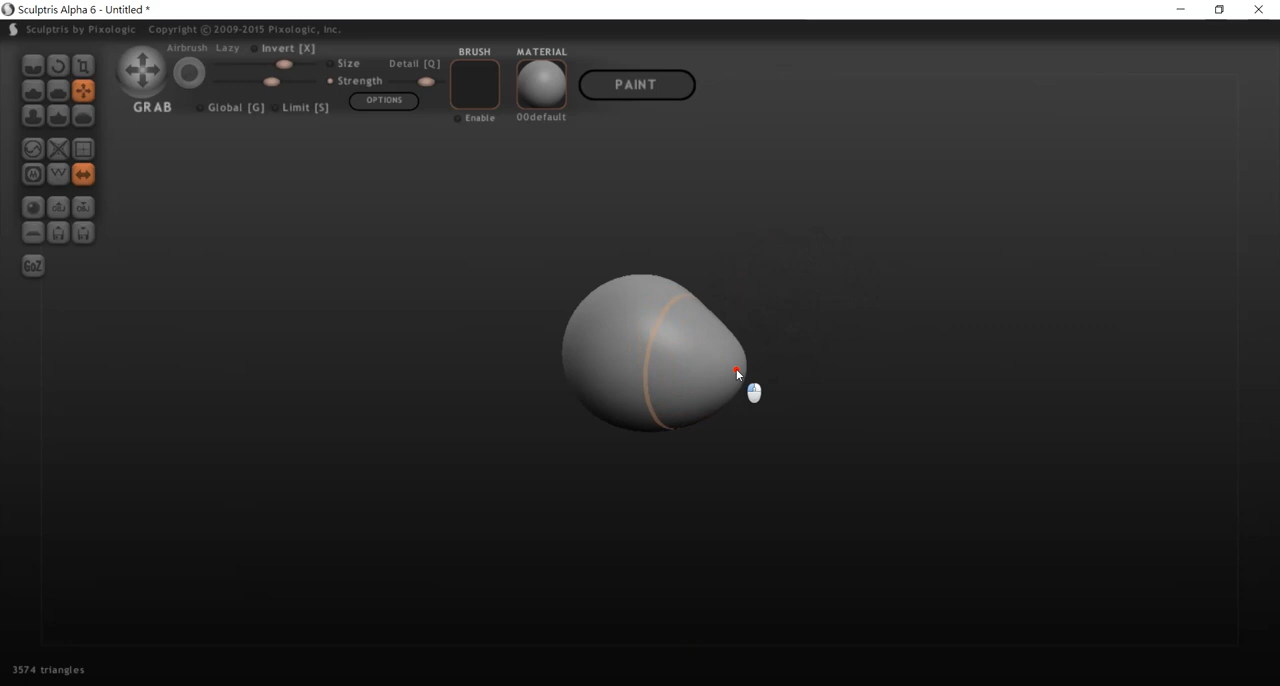 Sculptris Alpha 6 - Untitled *
Sculptris by Pixologic Copyright © 2009-2015 Pixologic, Inc.
Airbrush Lazy Invert [X]
Size Detail [Q]
Strength
GRAB Global [G] Limit [S]
OPTIONS
BRUSH
Enable
MATERIAL
00default
PAINT
GoZ
3574 triangles